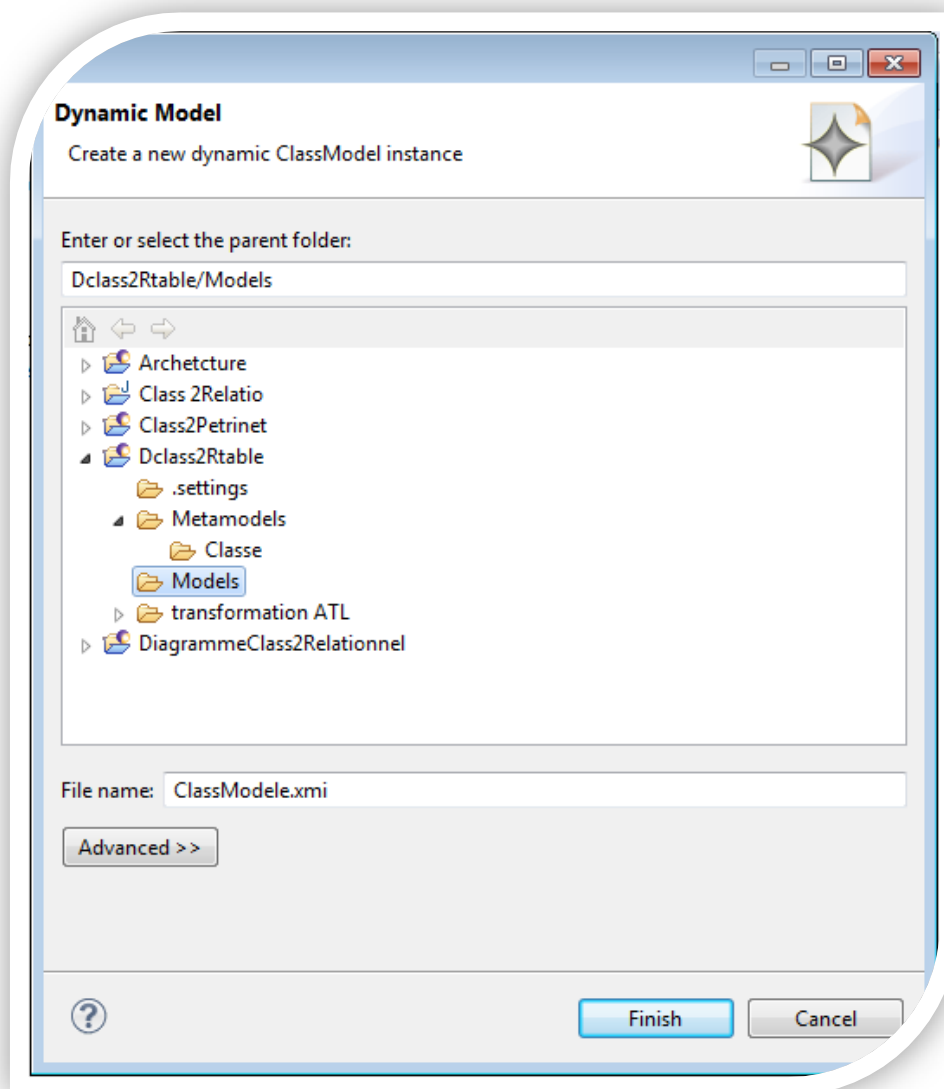 Dynamic Model
Create a new dynamic ClassModel instance
Enter or select the parent folder:
Dclass2Rtable/Models
Archetcture
Class 2Relatio
Class2Petrinet
Dclass2Rtable
.settings
Metamodels
Classe
Models
transformation ATL
DiagrammeClass2Relationnel
File name: ClassModele.xmi
Advanced >>
Finish Cancel